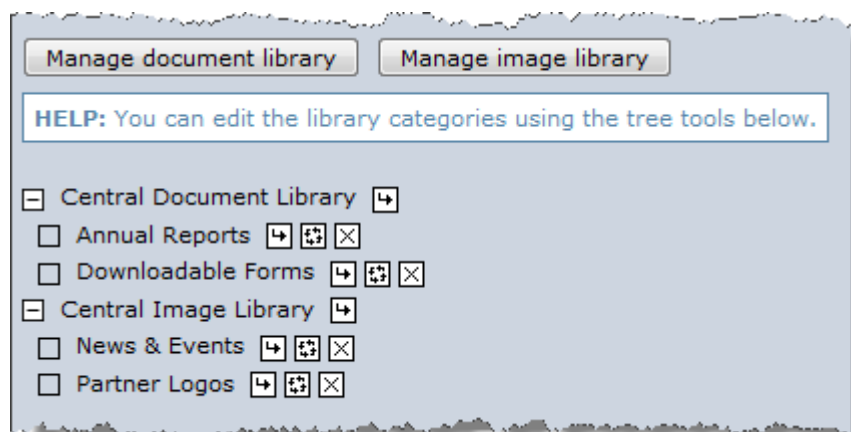 Manage document library Manage image library
HELP: You can edit the library categories using the tree tools below.
Central Document Library
Annual Reports
Downloadable Forms
Central Image Library
News & Events
Partner Logos